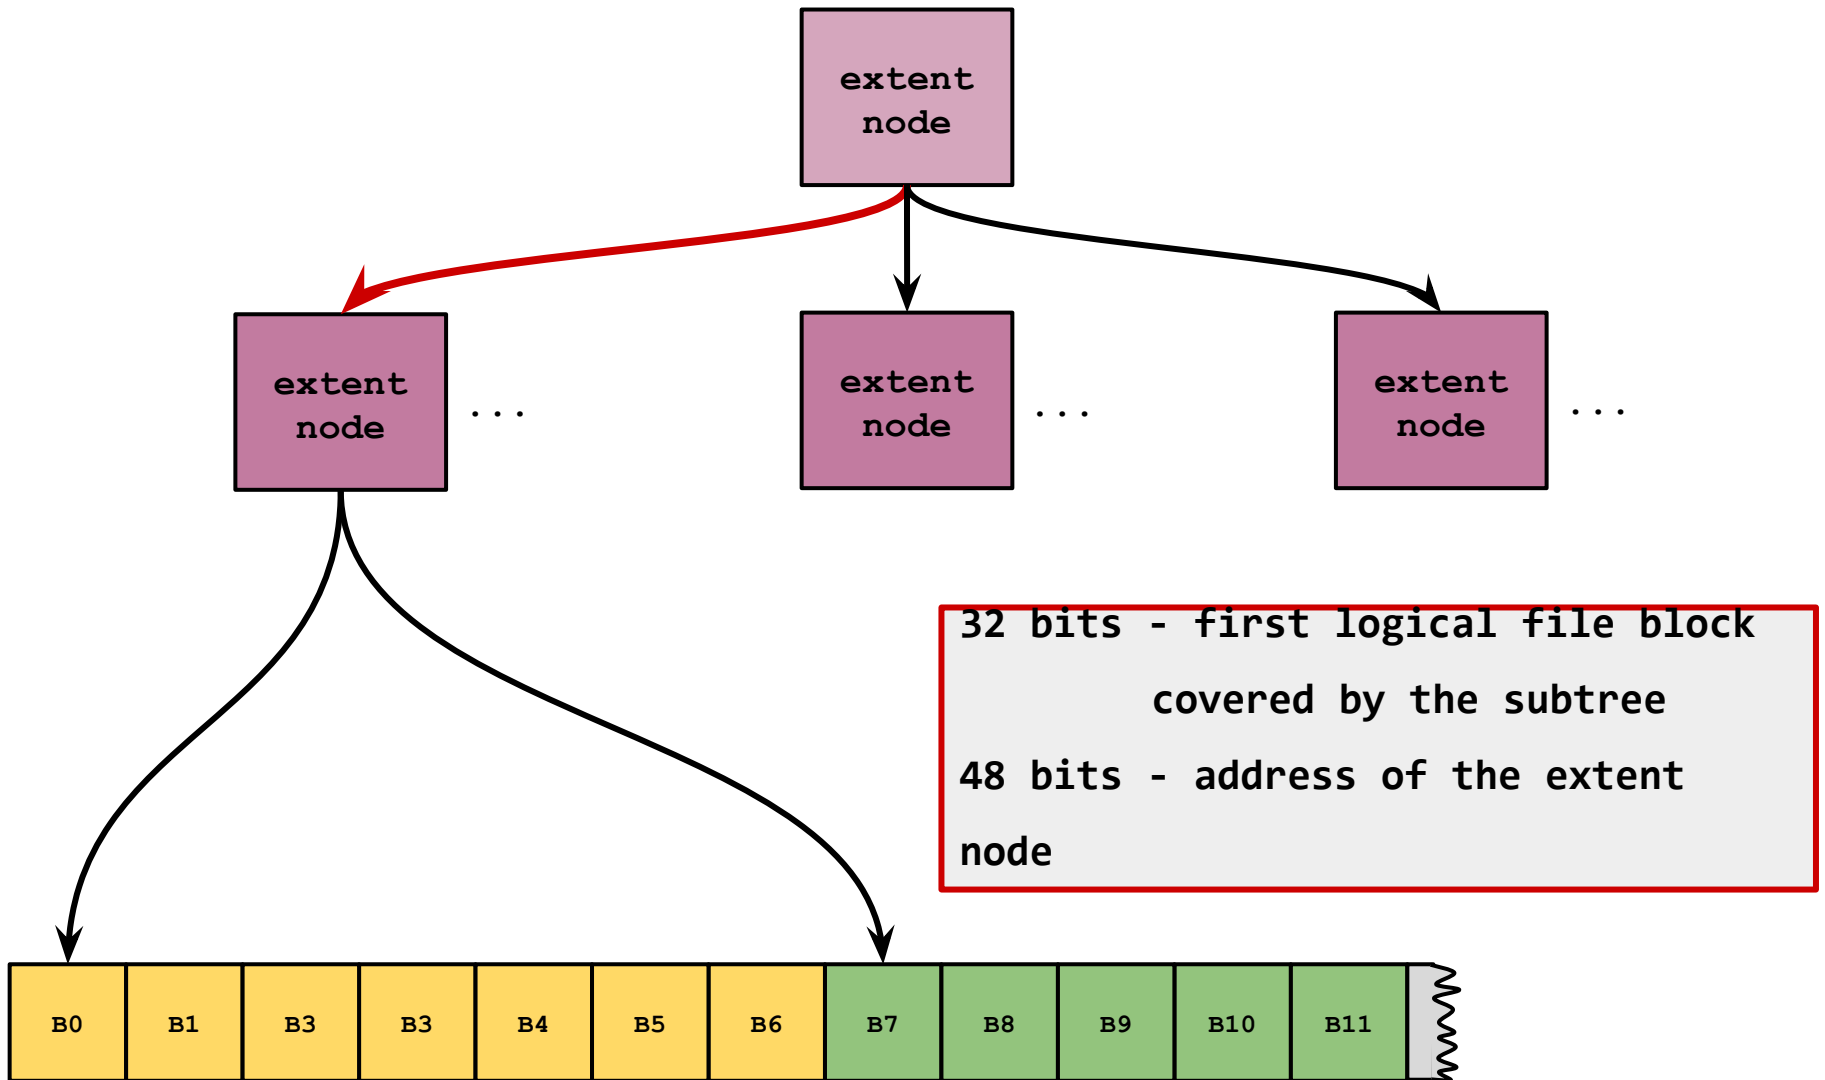 extent
node
extent
node
...
extent
node
...
extent
node
...
32 bits - first logical file block
covered by the subtree
48 bits - address of the extent
node
B0 B1 B3 B3 B4 B5 B6 B7 B8 B9 B10 B11